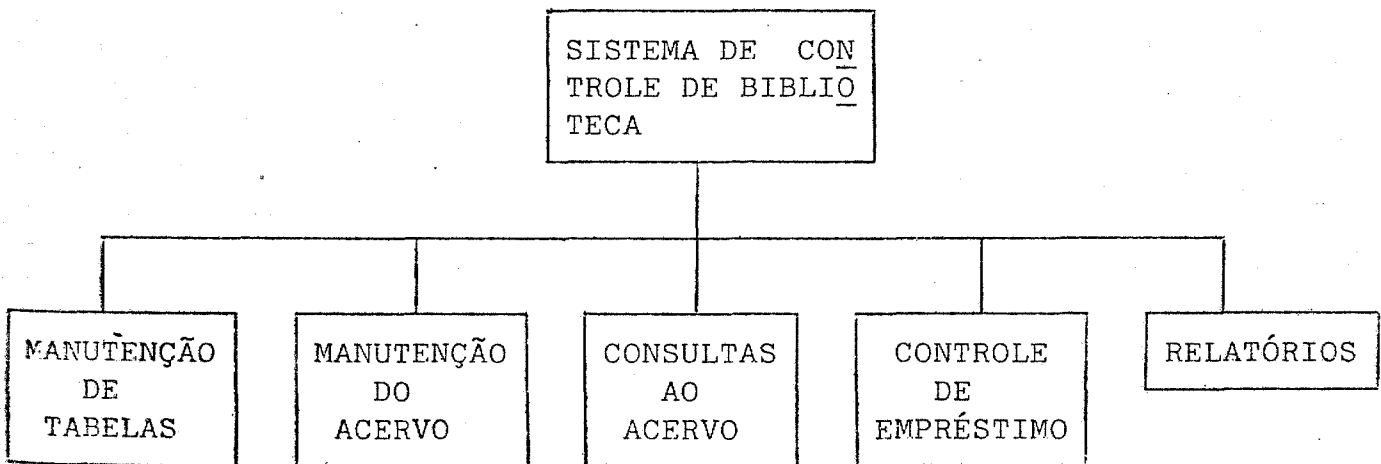 SISTEMA DE CON
TROLE DE BIBLIO
TECA
MANUTENÇÃO
DE
TABELAS
MANUTENÇÃO
DO
ACERVO
CONSULTAS
AO
ACERVO
CONTROLE
DE
EMPRÉSTIMO
RELATÓRIOS